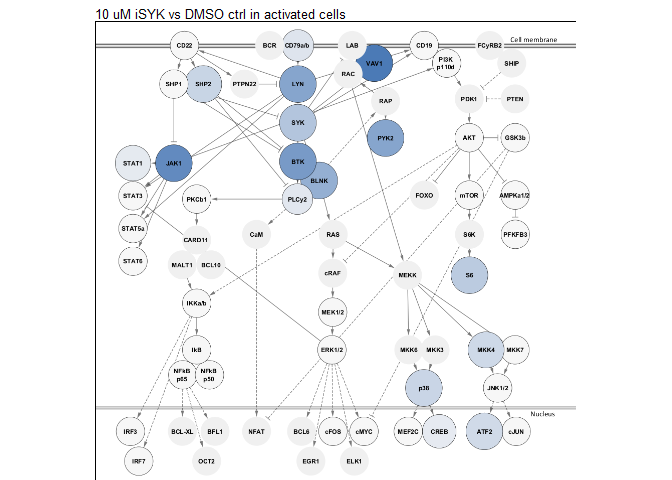 10 uM iSYK vs DMSO ctrl in activated cells
Cell membrane
CD22
BCR
CD79a/b
LAB
VAV1
CD19
FCyRB2
PI3K
p110d
SHIP
RAC
SHP1
SHP2
PTPN22
LYN
RAP
PDK1
PTEN
SYK
PYK2
AKT
GSK3b
STAT1
JAK1
BTK
BLNK
STAT3
PKCb1
PLCy2
FOXO
mTOR
AMPKa1/2
STAT5a
CARD11
CaM
RAS
S6K
PFKFB3
STAT6
MALT1
BCL10
cRAF
MEKK
S6
IKKa/b
MEK1/2
IkB
ERK1/2
MKK6
MKK3
MKK4
MKK7
NFkB
p65
NFkB
p50
p38
JNK1/2
Nucleus
IRF3
BCL-XL
BFL1
NFAT
BCL6
cFOS
cMYC
MEF2C
CREB
ATF2
cJUN
IRF7
OCT2
EGR1
ELK1